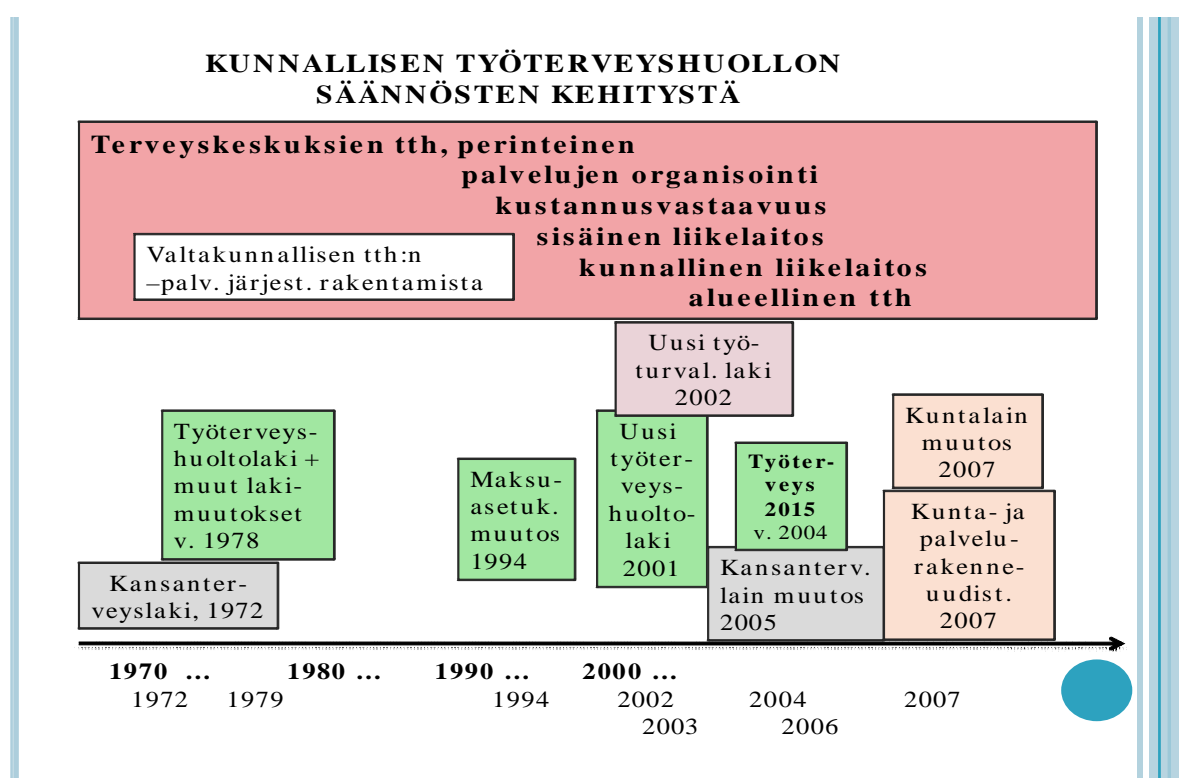 KUNNALLISEN TYÖTERVEYSHUOLLON
SÄÄNNÖSTEN KEHITYSTÄ
Terveyskeskuksien tth, perinteinen
palvelujen organisointi
kustannusvastaavuus
sisäinen liikelaitos
kunnallinen liikelaitos
alueellinen tth
Valtakunnallisen tth:n
–palv. järjest. rakentamista
Uusi työ-
turval. laki
2002
Työterveys-
huoltolaki +
muut laki-
muutokset
v. 1978
Kansanter-
veyslaki, 1972
Maksu-
asetuk.
muutos
1994
Uusi
työter-
veys-
huolto-
laki
2001
Työter-
veys
2015
v. 2004
Kansanterv.
lain muutos
2005
Kuntalain
muutos
2007
Kunta- ja
palvelu-
rakenne-
uudist.
2007
1970 ... 1980 ... 1990 ... 2000 ...
1972 1979 1994 2002 2004 2007
2003 2006